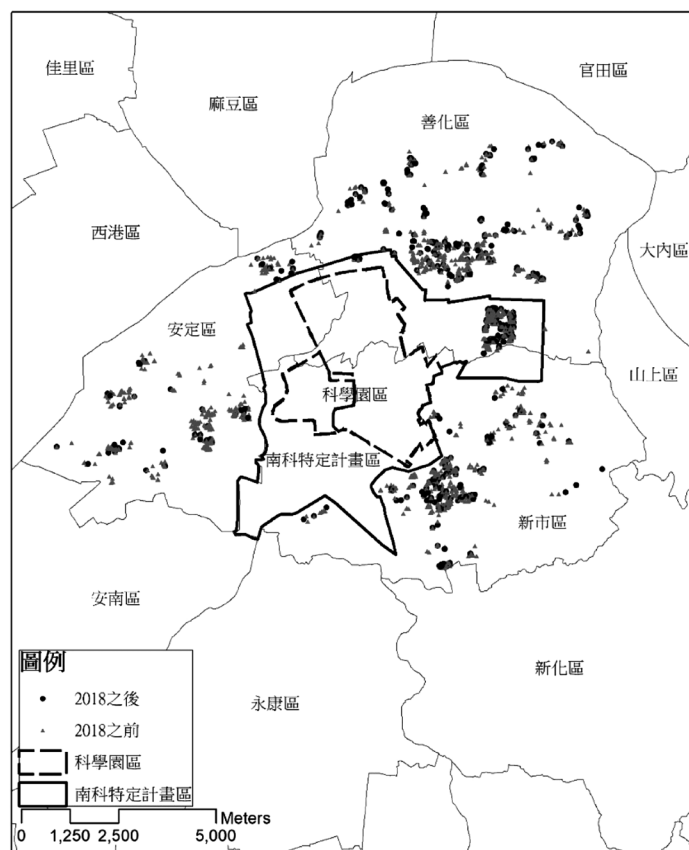 佳里區
官田區
麻豆區
善化區
西港區
大內區
安定區
山上區
科學園區
南科特定計畫區
新市區
安南區
新化區
永康區
圖例
2018之後
2018之前
科學園區
南科特定計畫區
Meters
0 1,250 2,500 5,000